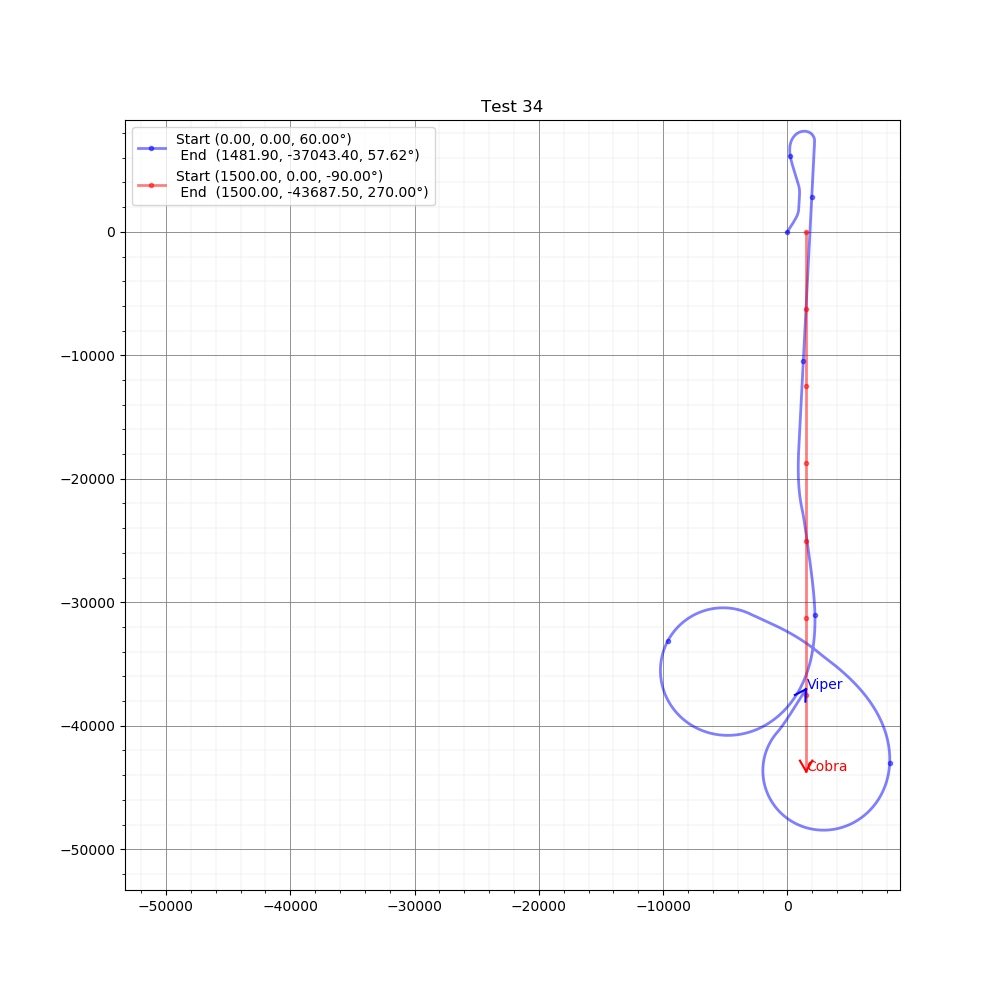 Test 34
Start (0.00, 0.00, 60.00°)
End (1481.90, -37043.40, 57.62°)
Start (1500.00, 0.00, -90.00°)
End (1500.00, -43687.50, 270.00°)
0
−10000
−20000
−30000
−40000
−50000
Viper
Cobra
−50000 −40000 −30000 −20000 −10000 0